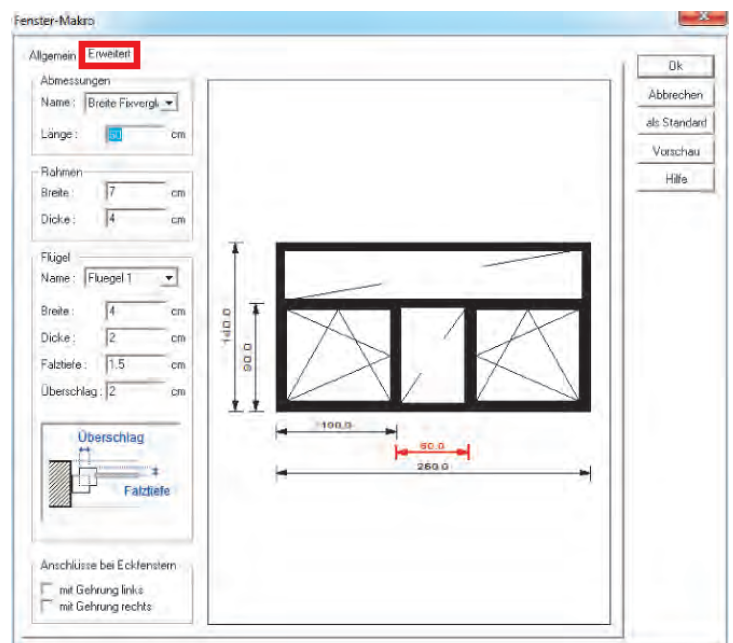 Fenster-Makro
Allgemein Erweitert
Abmessungen
Name : Breite Fixvergl
Länge : cm
Rahmen
Breite : 7 cm
Dicke : 4 cm
Flügel
Name : Fluegel 1
Breite : 4 cm
Dicke : 2 cm
Falztiefe : 1.5 cm
Überschlag : 2 cm
Überschlag
Falztiefe
Anschlüsse bei Eckfenstern
mit Gehrung links
mit Gehrung rechts
140.0
90.0
100.0
60.0
260.0
Ok
Abbrechen
als Standard
Vorschau
Hilfe